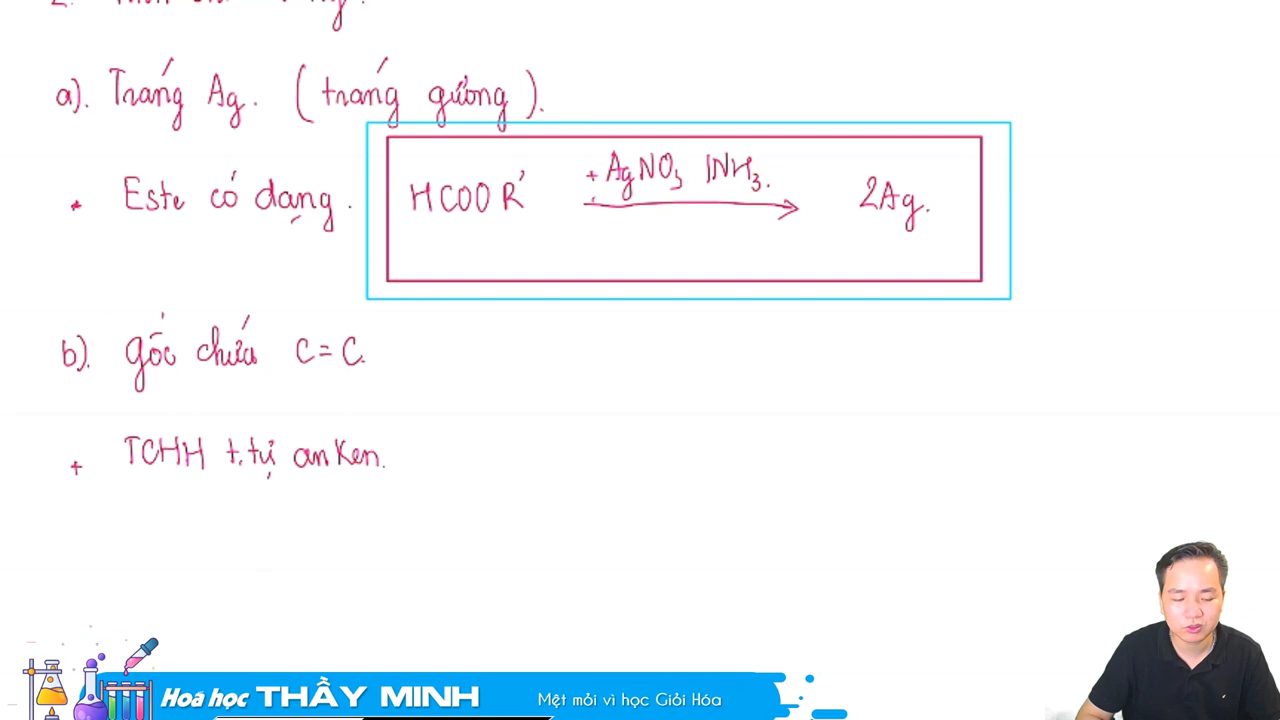 a). Tráng Ag. (tráng gương).
+ AgNO3 /NH3.
* Este có dạng. HCOOR' 2Ag.
b). gốc chứa C=C.
+ TCHH t.tự anken.
Hoá học THẦY MINH Mệt mỏi vì học Giỏi Hóa